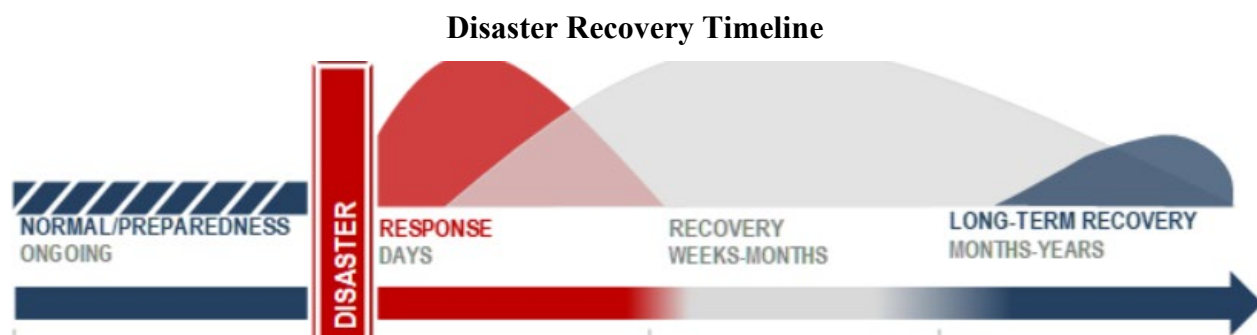 Disaster Recovery Timeline
NORMAL/PREPAREDNESS
ONGOING
DISASTER
RESPONSE
DAYS
RECOVERY
WEEKS-MONTHS
LONG-TERM RECOVERY
MONTHS-YEARS